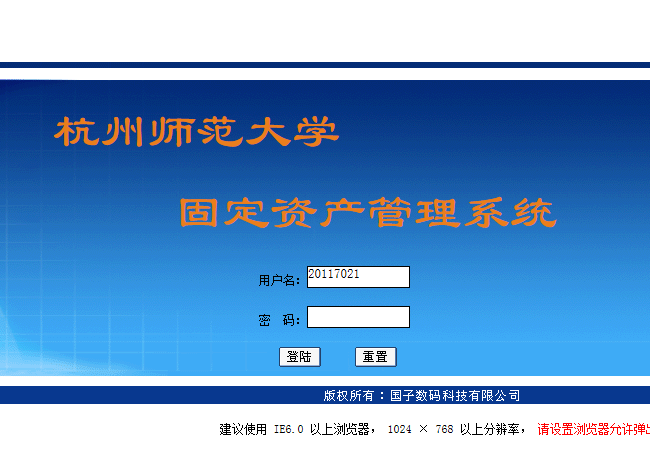 杭州师范大学
固定资产管理系统
用户名: 20117021
密 码:
登陆 重置
版权所有：国子数码科技有限公司
建议使用 IE6.0 以上浏览器， 1024 × 768 以上分辨率， 请设置浏览器允许弹